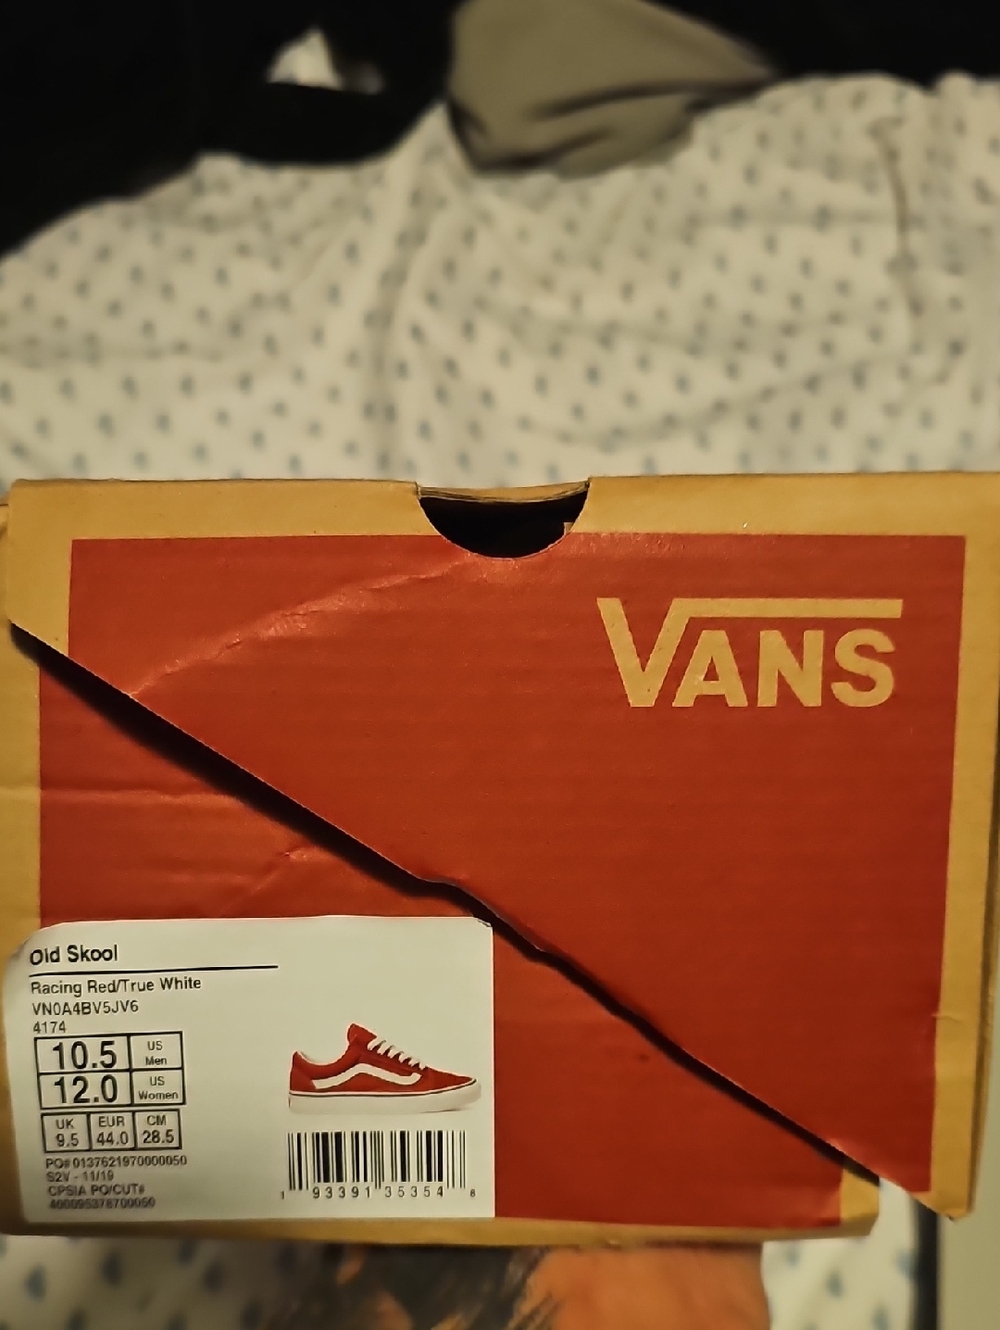 VANS
Old Skool
Racing Red/True White
VN0A4BV5JV6
4174
10.5 US Men
12.0 US Women
UK EUR CM
9.5 44.0 28.5
PO# 0137621970000050
S2V - 11/19
CPSIA PO/CUT#
400095378700050
1 93391 35354 8